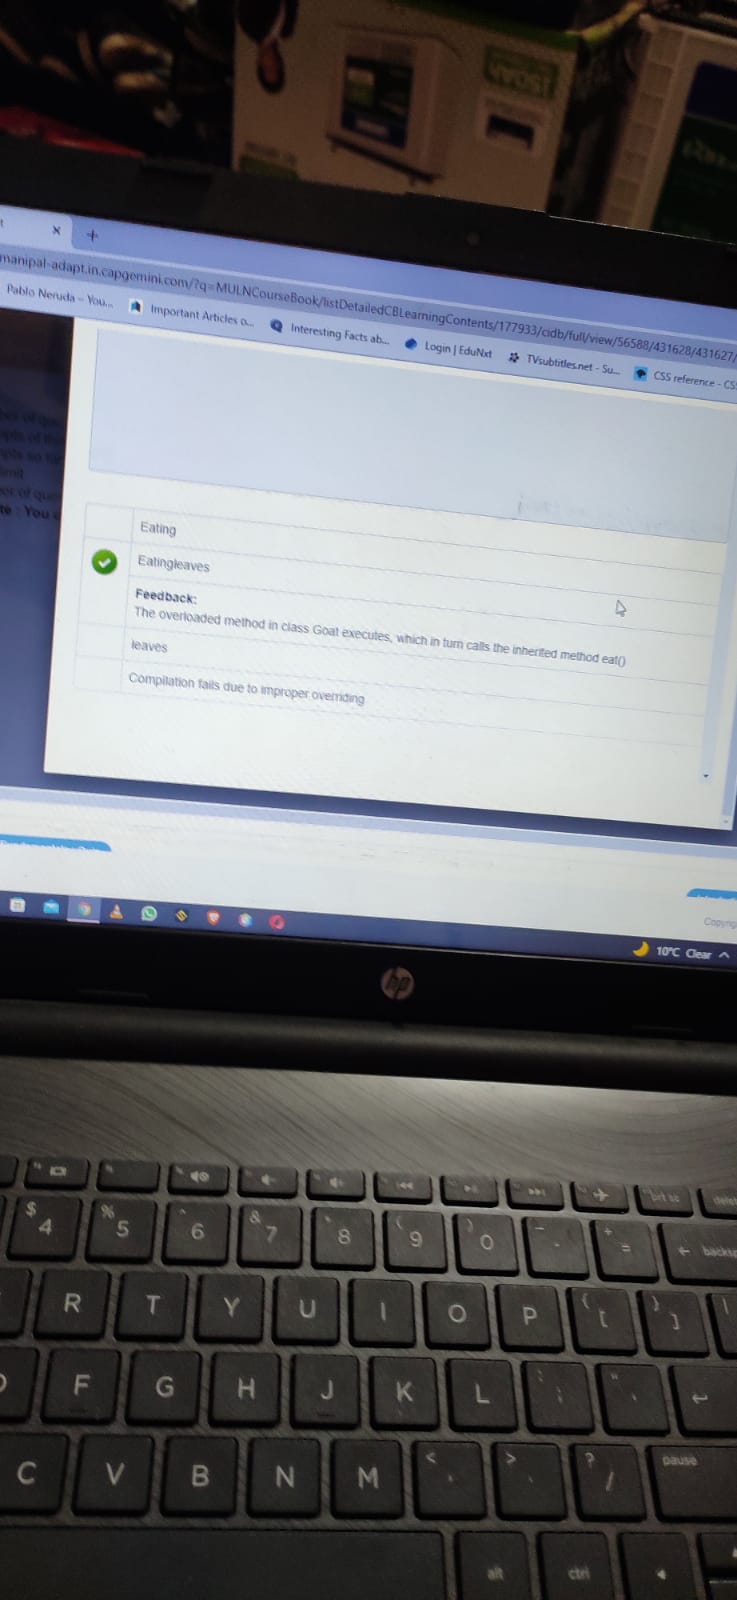 manipal-adapt.in.capgemini.com/?q=MULNCourseBook/listDetailedCBLearningContents/177933/cidb/full/view/56588/431628/431627/
Pablo Neruda - You...
Important Articles o...
Interesting Facts ab...
Login | EduNxt
TVsubtitles.net - Su...
CSS reference - CS
Eating
Eatingleaves
Feedback:
The overloaded method in class Goat executes, which in turn calls the inherited method eat()
leaves
Compilation fails due to improper overriding
10°C Clear
hp
$ 4 % 5 ^ 6 & 7 * 8 ( 9 ) 0 _ - + = ← backsp
R T Y U I O P { [ } ]
F G H J K L : ; " '
C V B N M < , > . ? / pause
alt ctrl